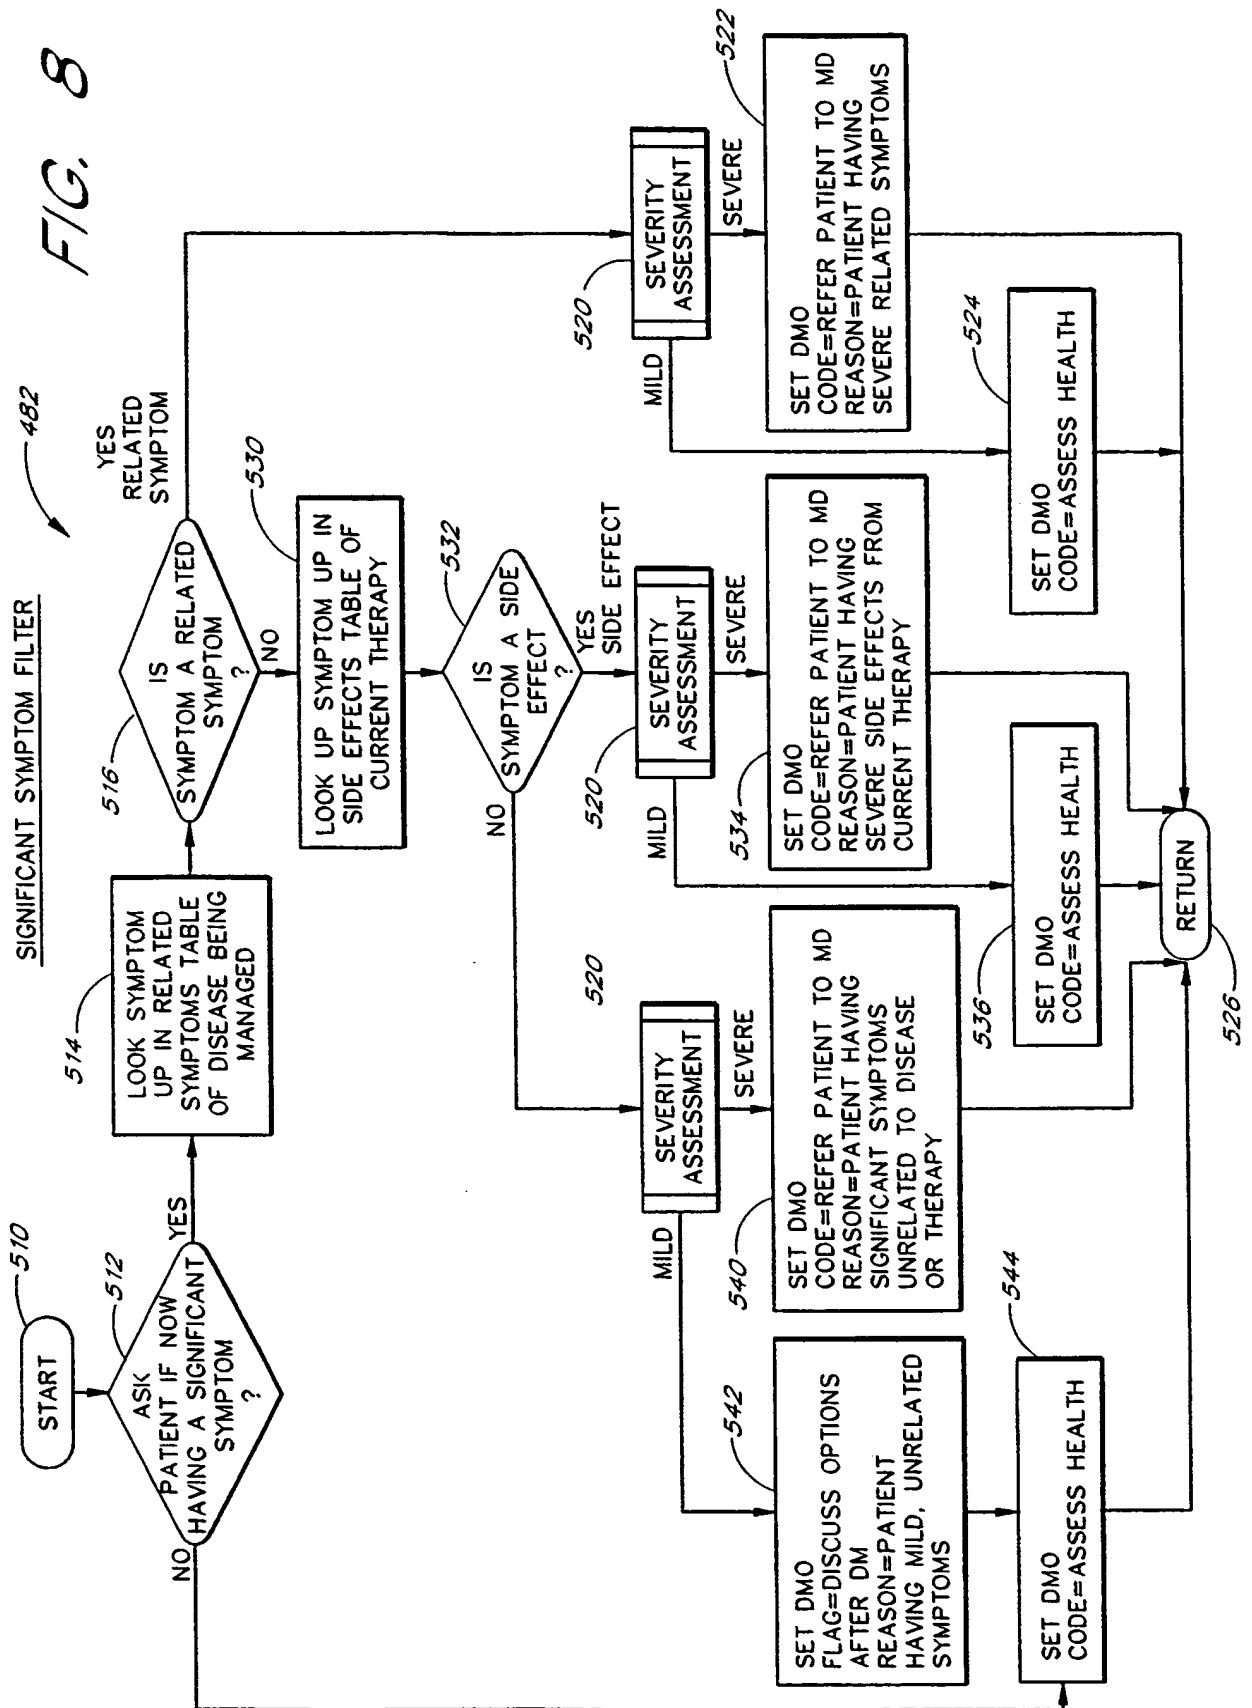 SIGNIFICANT SYMPTOM FILTER
482
FIG. 8
START
510
ASK
PATIENT IF NOW
HAVING A SIGNIFICANT
SYMPTOM
?
512
NO
YES
LOOK SYMPTOM
UP IN RELATED
SYMPTOMS TABLE
OF DISEASE BEING
MANAGED
514
IS
SYMPTOM A RELATED
SYMPTOM
?
516
YES
RELATED
SYMPTOM
NO
LOOK UP SYMPTOM UP IN
SIDE EFFECTS TABLE OF
CURRENT THERAPY
530
IS
SYMPTOM A SIDE
EFFECT
?
532
NO
YES
SIDE EFFECT
520
SEVERITY
ASSESSMENT
MILD
SEVERE
520
SEVERITY
ASSESSMENT
MILD
SEVERE
520
SEVERITY
ASSESSMENT
MILD
SEVERE
SET DMO
FLAG=DISCUSS OPTIONS
AFTER DM
REASON=PATIENT
HAVING MILD, UNRELATED
SYMPTOMS
542
SET DMO
CODE=REFER PATIENT TO MD
REASON=PATIENT HAVING
SIGNIFICANT SYMPTOMS
UNRELATED TO DISEASE
OR THERAPY
540
SET DMO
CODE=REFER PATIENT TO MD
REASON=PATIENT HAVING
SEVERE SIDE EFFECTS FROM
CURRENT THERAPY
534
SET DMO
CODE=REFER PATIENT TO MD
REASON=PATIENT HAVING
SEVERE RELATED SYMPTOMS
522
SET DMO
CODE=ASSESS HEALTH
544
SET DMO
CODE=ASSESS HEALTH
536
SET DMO
CODE=ASSESS HEALTH
524
RETURN
526